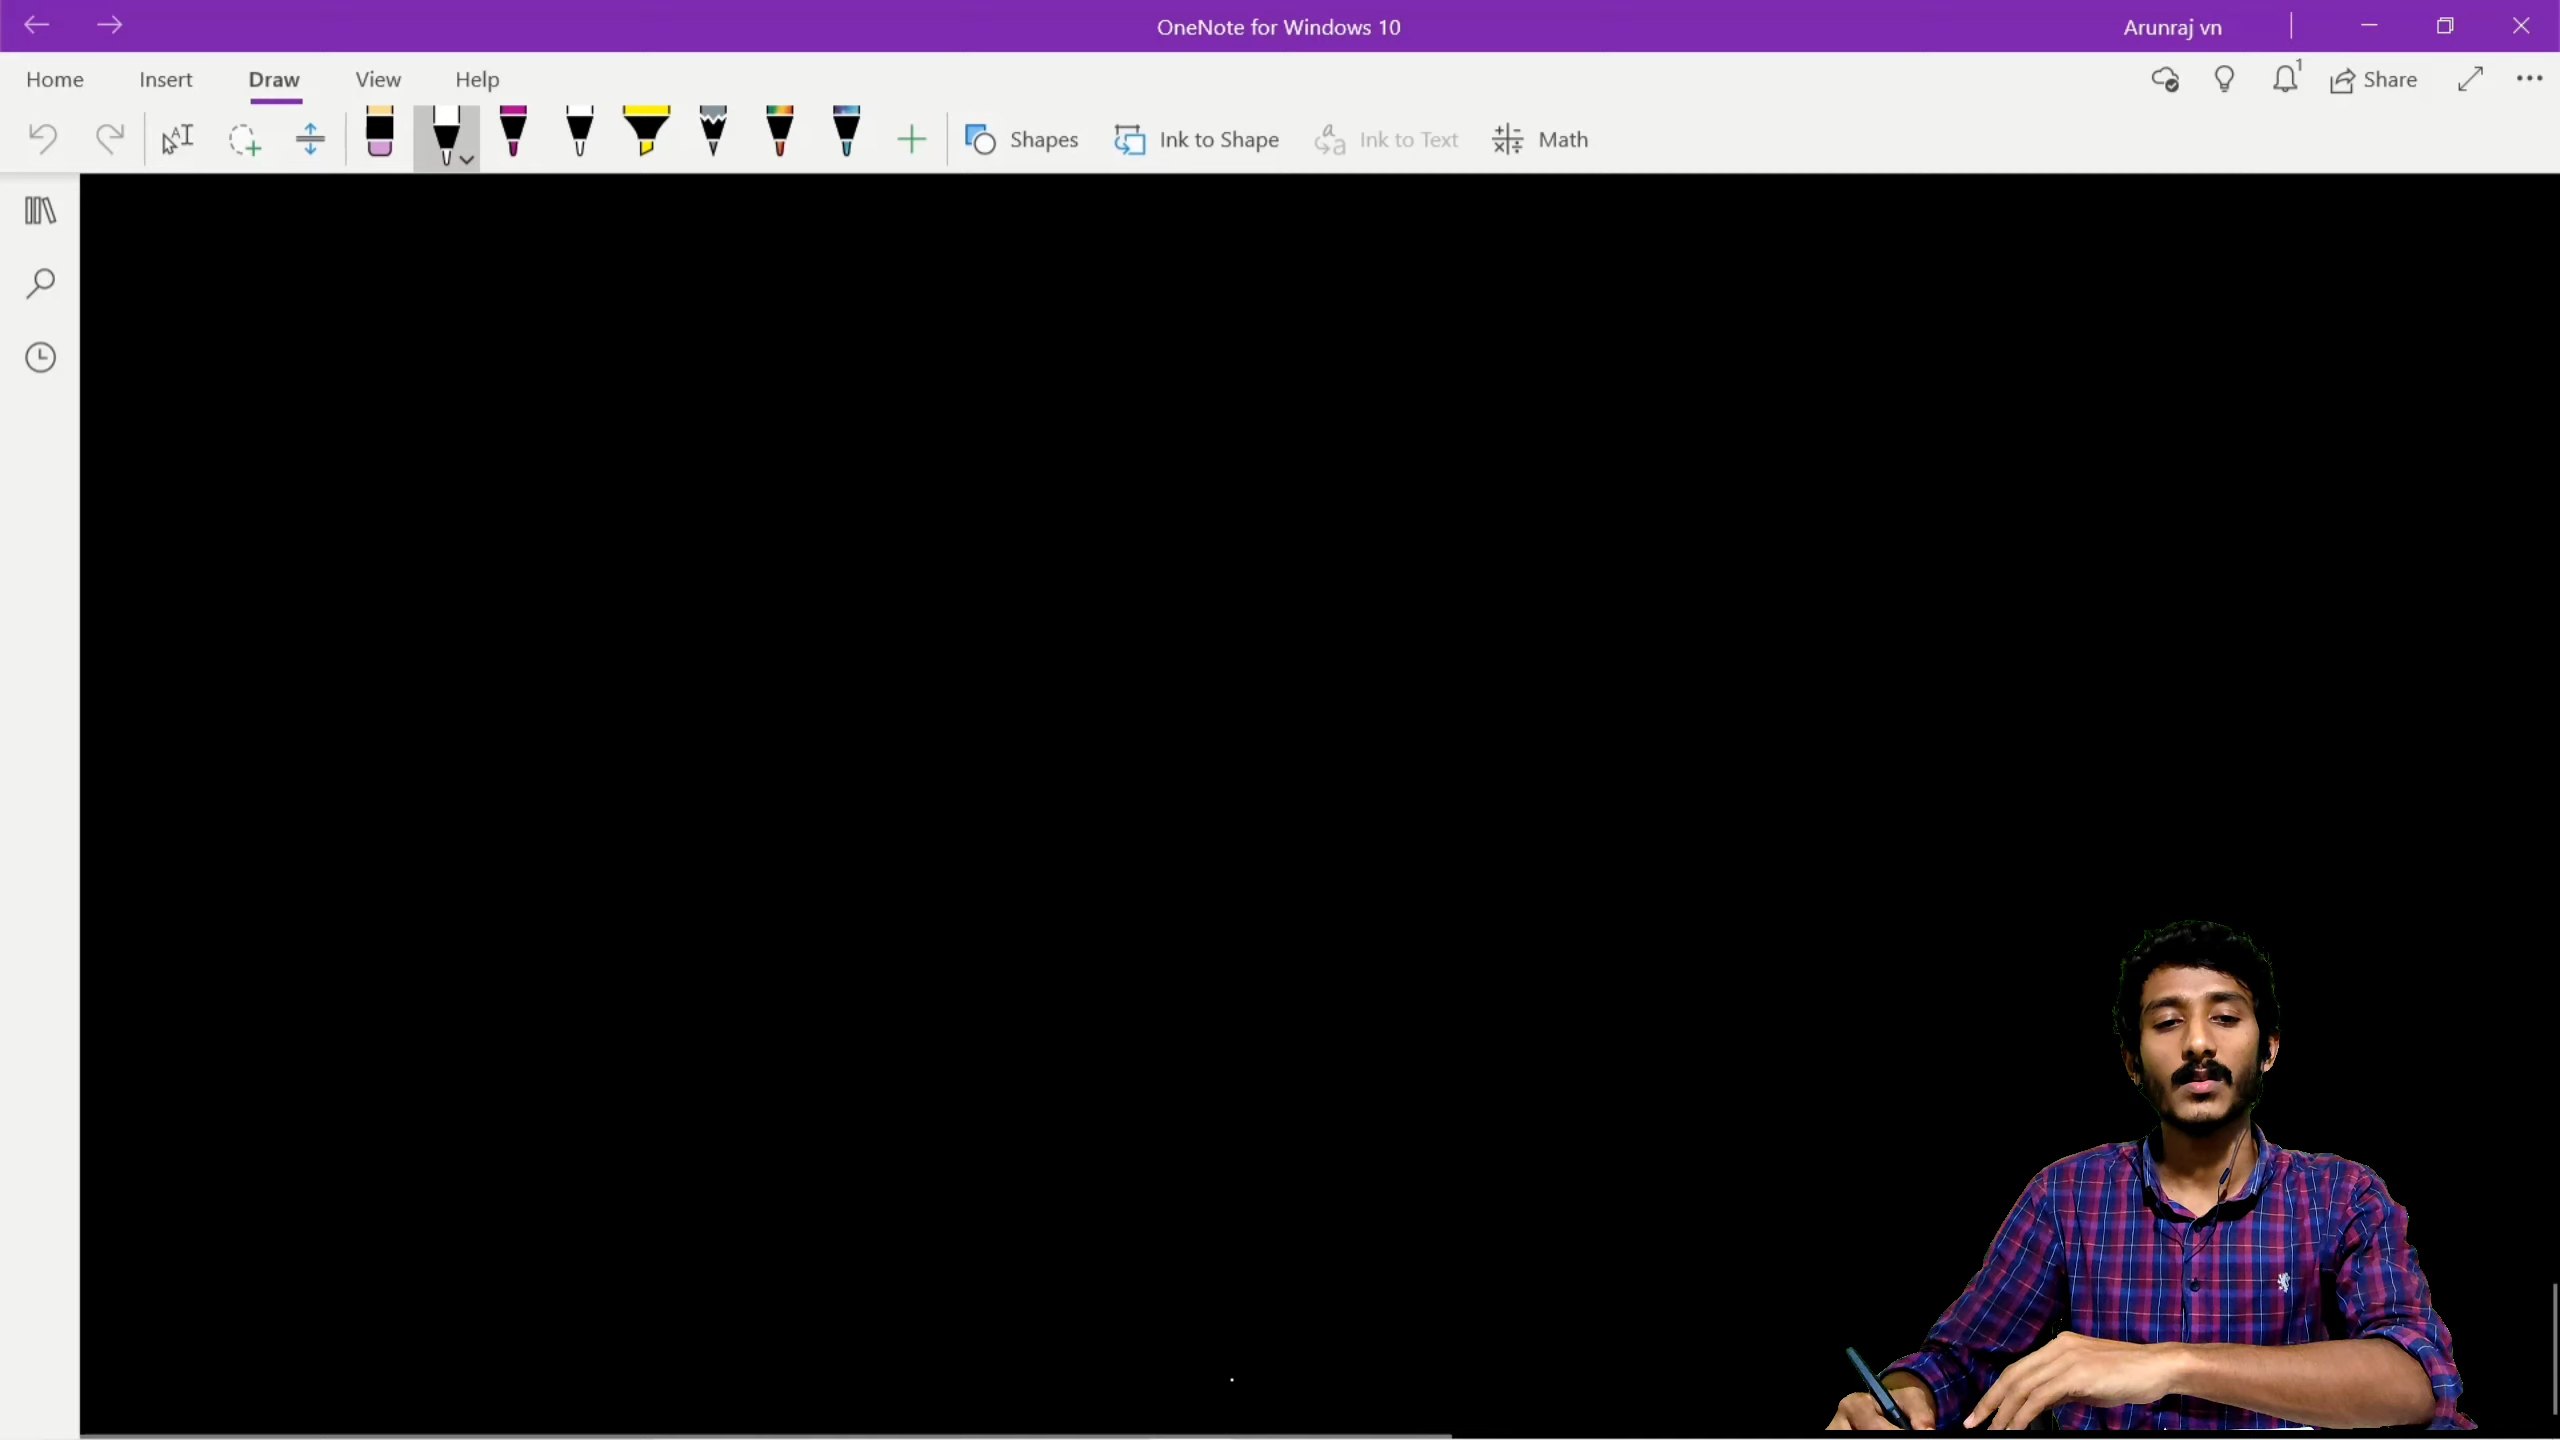 OneNote for Windows 10
Arunraj vn
Home Insert Draw View Help
1
Share
Shapes
Ink to Shape
Ink to Text
Math